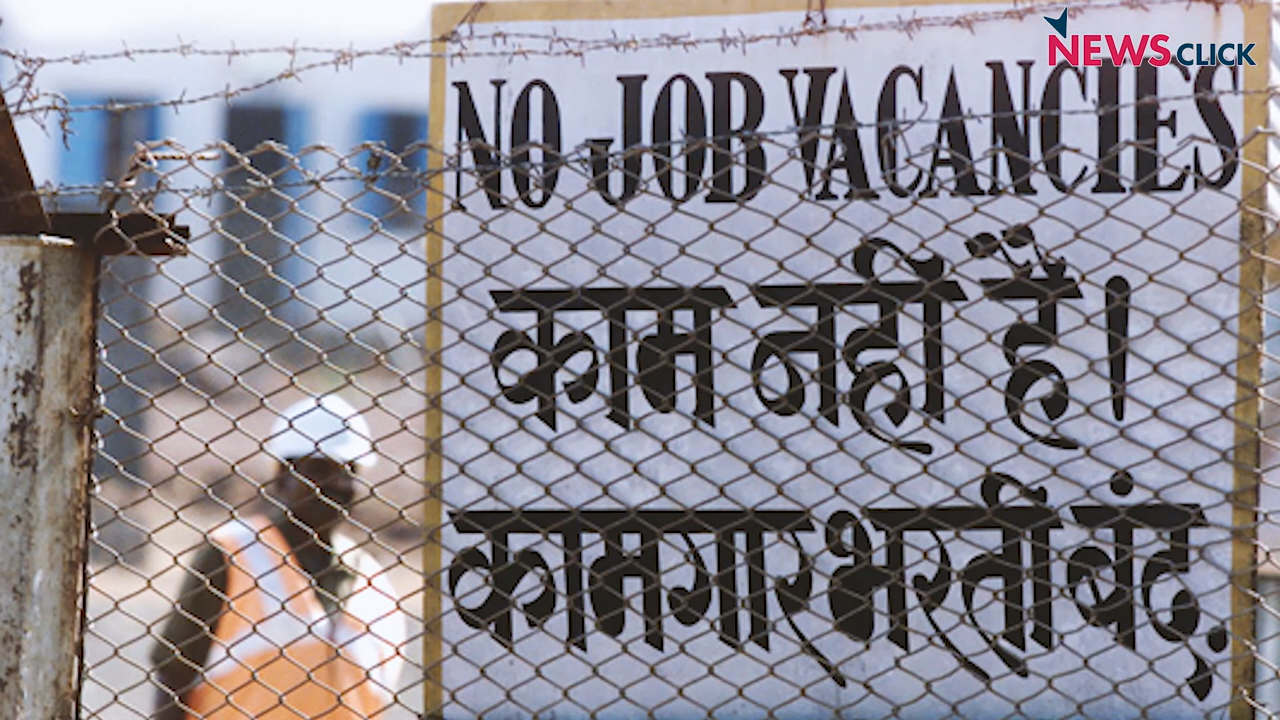 NEWSCLICK
NO JOB VACANCIES
काम नहीं है।
कामगार भरती बंद.